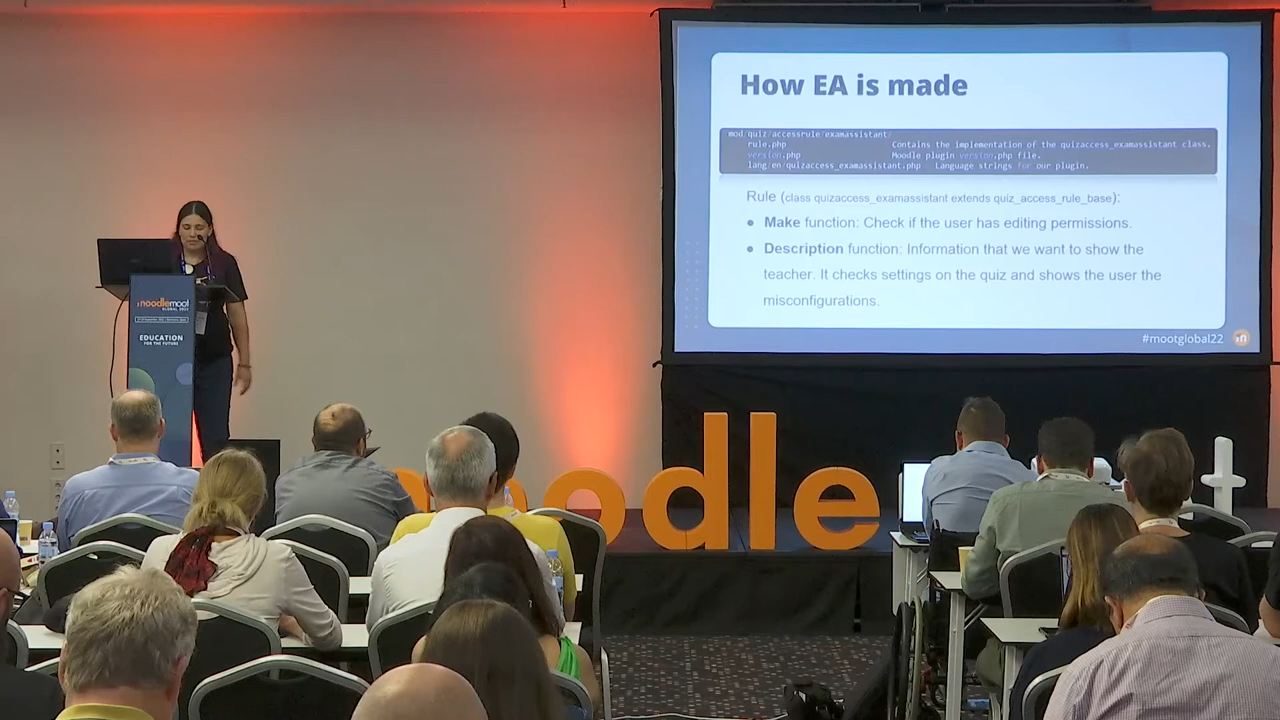 How EA is made
mod/quiz/accessrule/examassistant/
rule.php Contains the implementation of the quizaccess_examassistant class.
version.php Moodle plugin version.php file.
lang/en/quizaccess_examassistant.php Language strings for our plugin.
Rule (class quizaccess_examassistant extends quiz_access_rule_base):
• Make function: Check if the user has editing permissions.
• Description function: Information that we want to show the
teacher. It checks settings on the quiz and shows the user the
misconfigurations.
#mootglobal22
moodlemoot
GLOBAL 2022
EDUCATION
FOR THE FUTURE
moodle
t